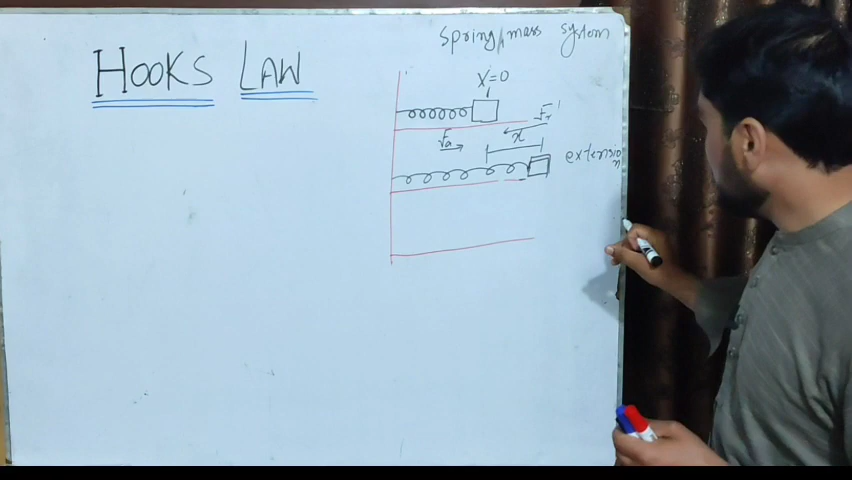 Spring/mass system
HOOKS LAW
X=0
Fr
Fa
x
extension